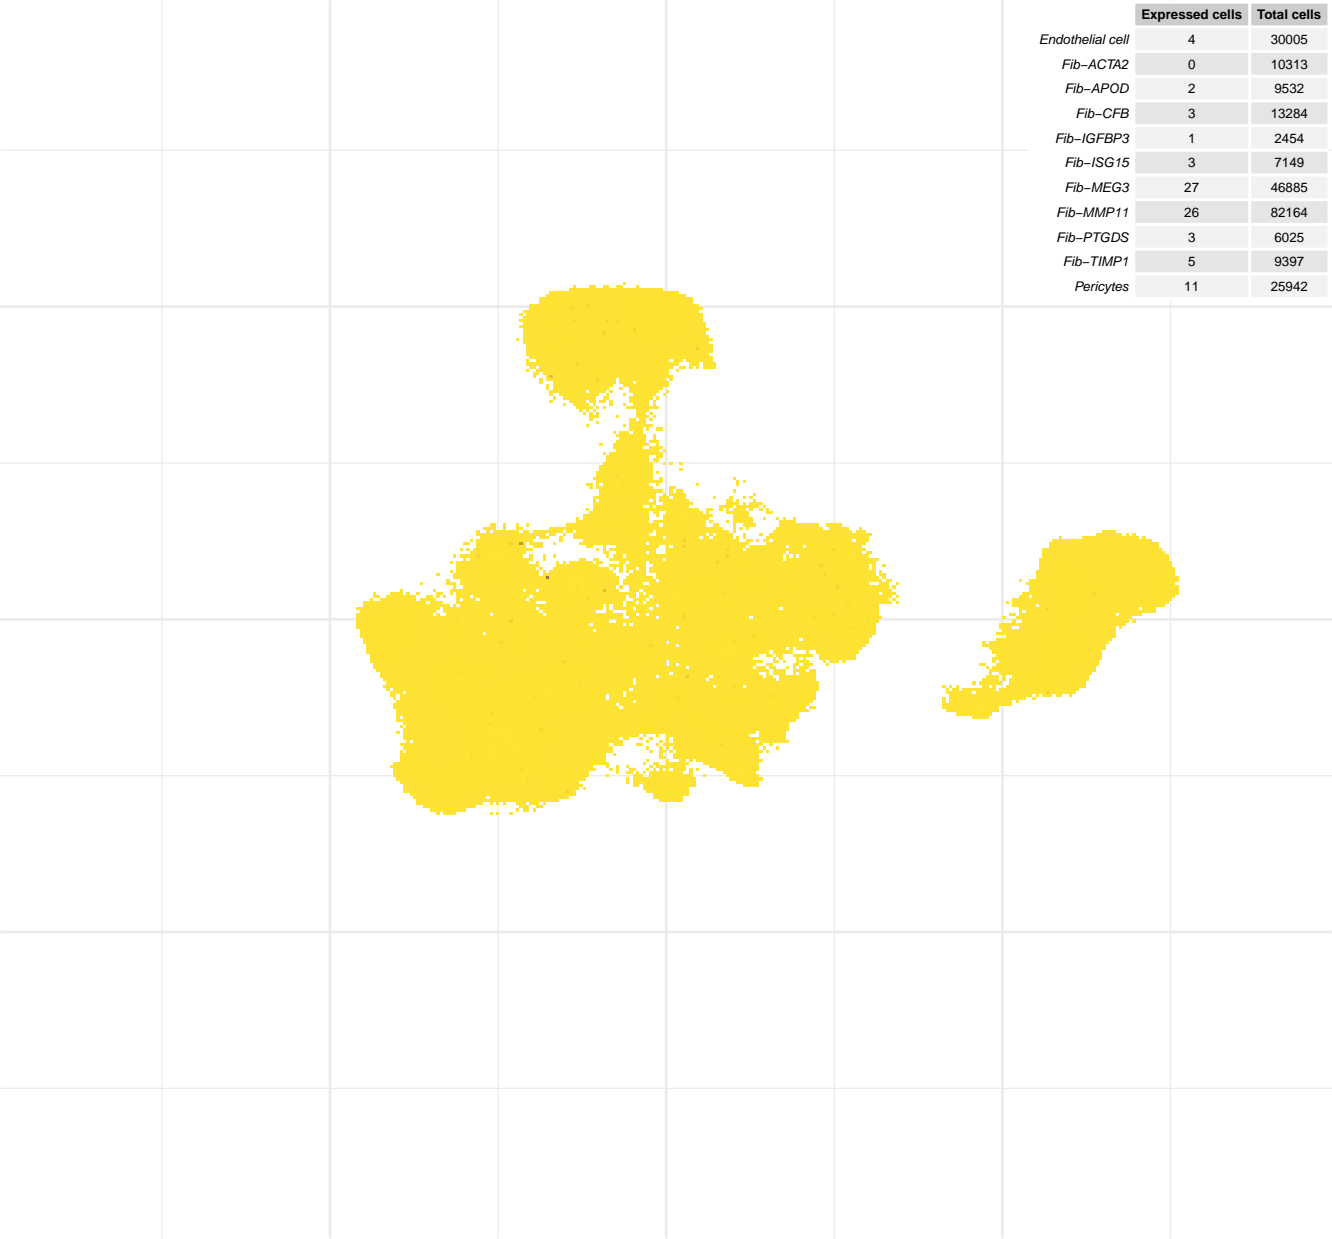 Expressed cells Total cells
Endothelial cell 4 30005
Fib−ACTA2 0 10313
Fib−APOD 2 9532
Fib−CFB 3 13284
Fib−IGFBP3 1 2454
Fib−ISG15 3 7149
Fib−MEG3 27 46885
Fib−MMP11 26 82164
Fib−PTGDS 3 6025
Fib−TIMP1 5 9397
Pericytes 11 25942